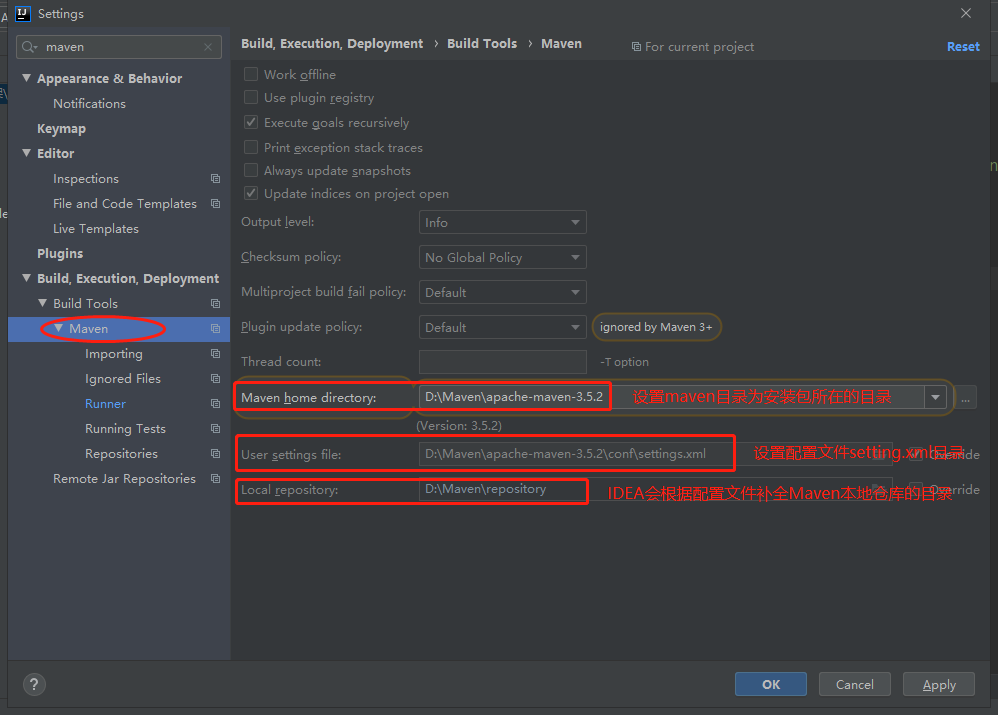 Settings
maven
Appearance & Behavior
Notifications
Keymap
Editor
Inspections
File and Code Templates
Live Templates
Plugins
Build, Execution, Deployment
Build Tools
Maven
Importing
Ignored Files
Runner
Running Tests
Repositories
Remote Jar Repositories
Build, Execution, Deployment › Build Tools › Maven
For current project
Reset
Work offline
Use plugin registry
Execute goals recursively
Print exception stack traces
Always update snapshots
Update indices on project open
Output level: Info
Checksum policy: No Global Policy
Multiproject build fail policy: Default
Plugin update policy: Default ignored by Maven 3+
Thread count: -T option
Maven home directory: D:\Maven\apache-maven-3.5.2 设置maven目录为安装包所在的目录 ...
(Version: 3.5.2)
User settings file: D:\Maven\apache-maven-3.5.2\conf\settings.xml 设置配置文件setting.xml目录 Override
Local repository: D:\Maven\repository IDEA会根据配置文件补全Maven本地仓库的目录 Override
?
OK
Cancel
Apply